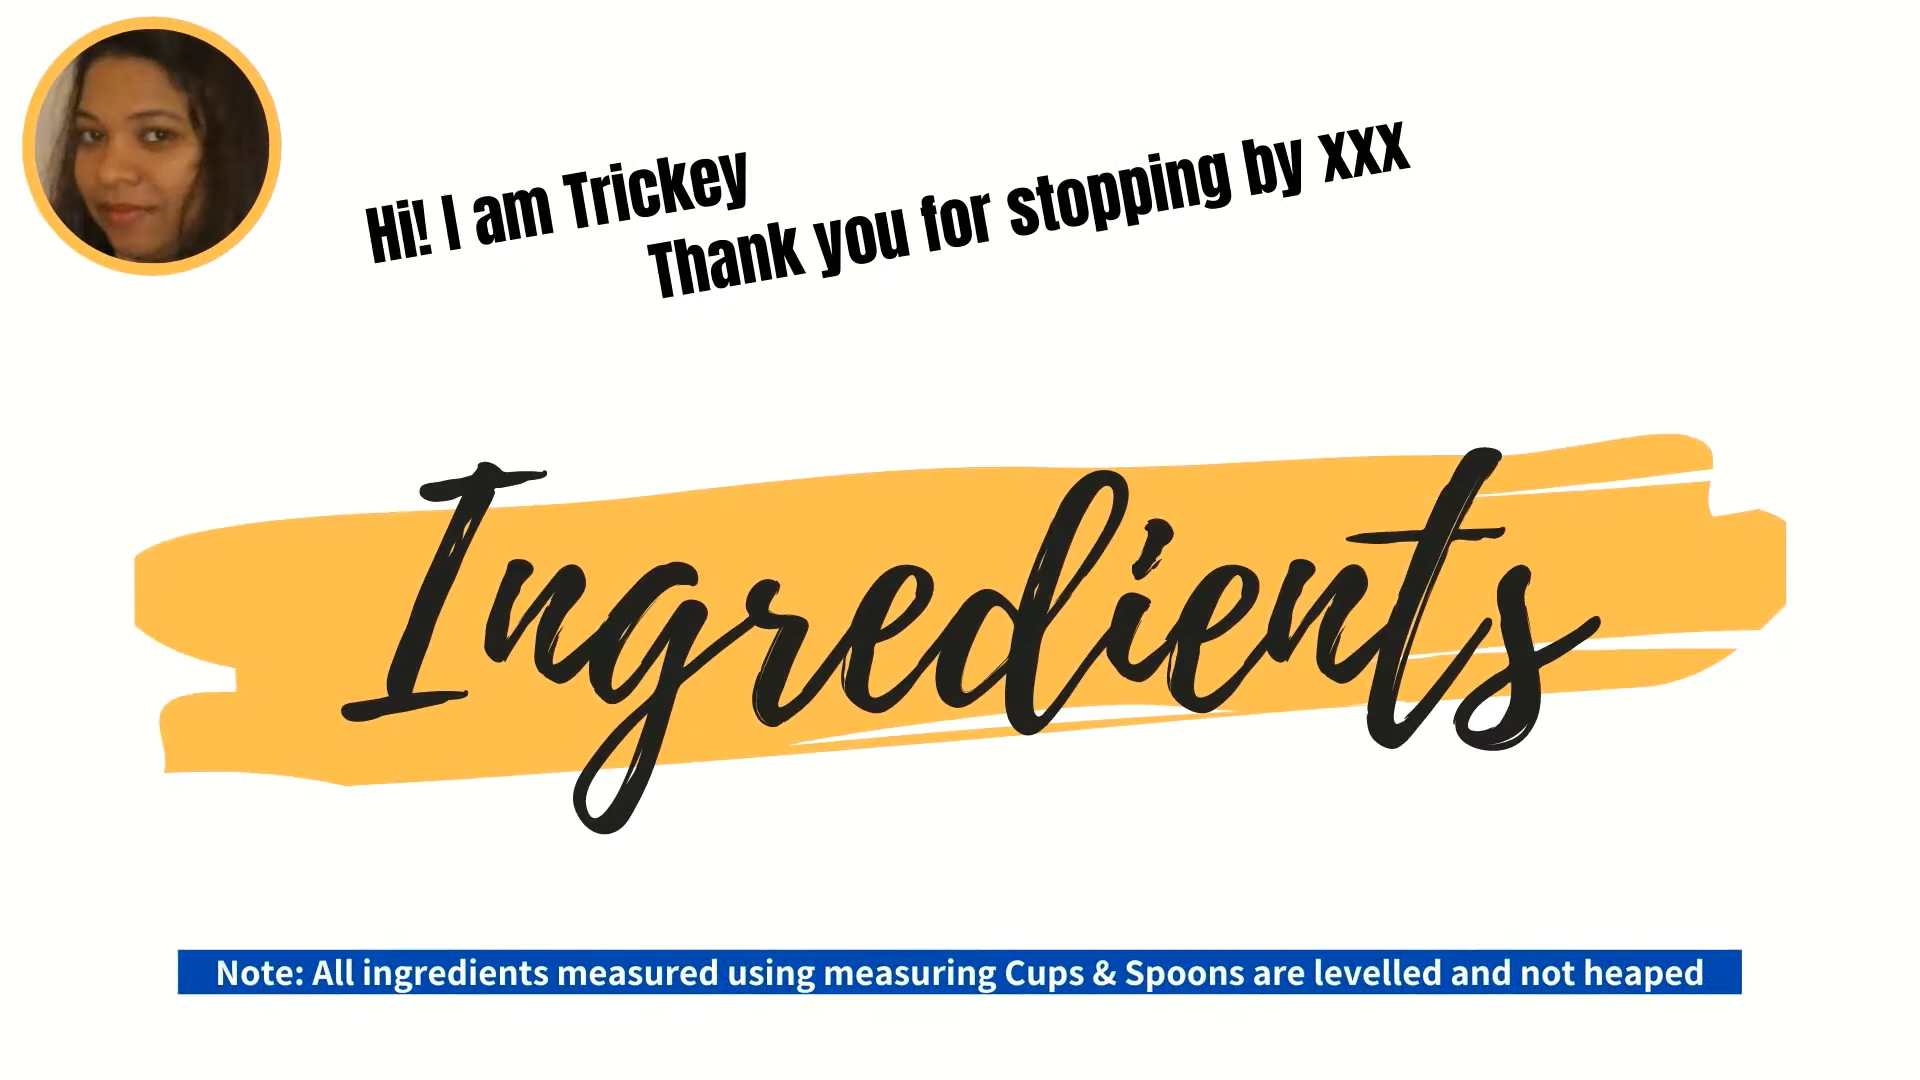 Hi! I am Trickey
Thank you for stopping by xxx
Ingredients
Note: All ingredients measured using measuring Cups & Spoons are levelled and not heaped